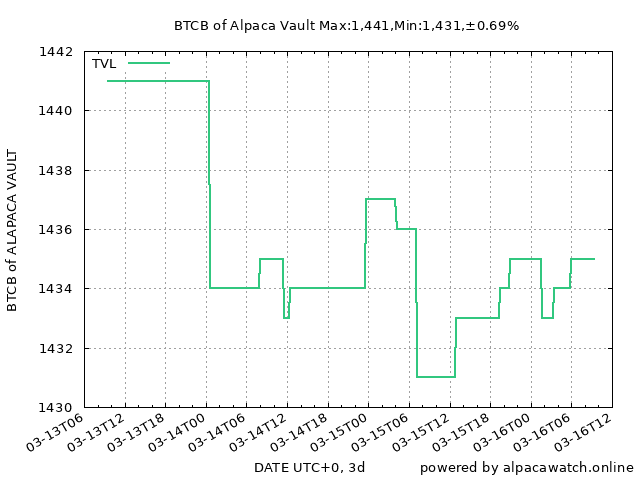 BTCB of Alpaca Vault Max:1,441,Min:1,431,±0.69%
TVL
BTCB of ALAPACA VAULT
1442
1440
1438
1436
1434
1432
1430
03-13T06
03-13T12
03-13T18
03-14T00
03-14T06
03-14T12
03-14T18
03-15T00
03-15T06
03-15T12
03-15T18
03-16T00
03-16T06
03-16T12
DATE UTC+0, 3d
powered by alpacawatch.online